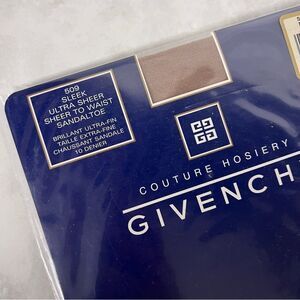 509
SLEEK
ULTRA SHEER
SHEER TO WAIST
SANDALTOE
BRILLANT ULTRA-FIN
TAILLE EXTRA-FINE
CHAUSSANT SANDALE
10 DENIER
COUTURE HOSIERY
GIVENCH